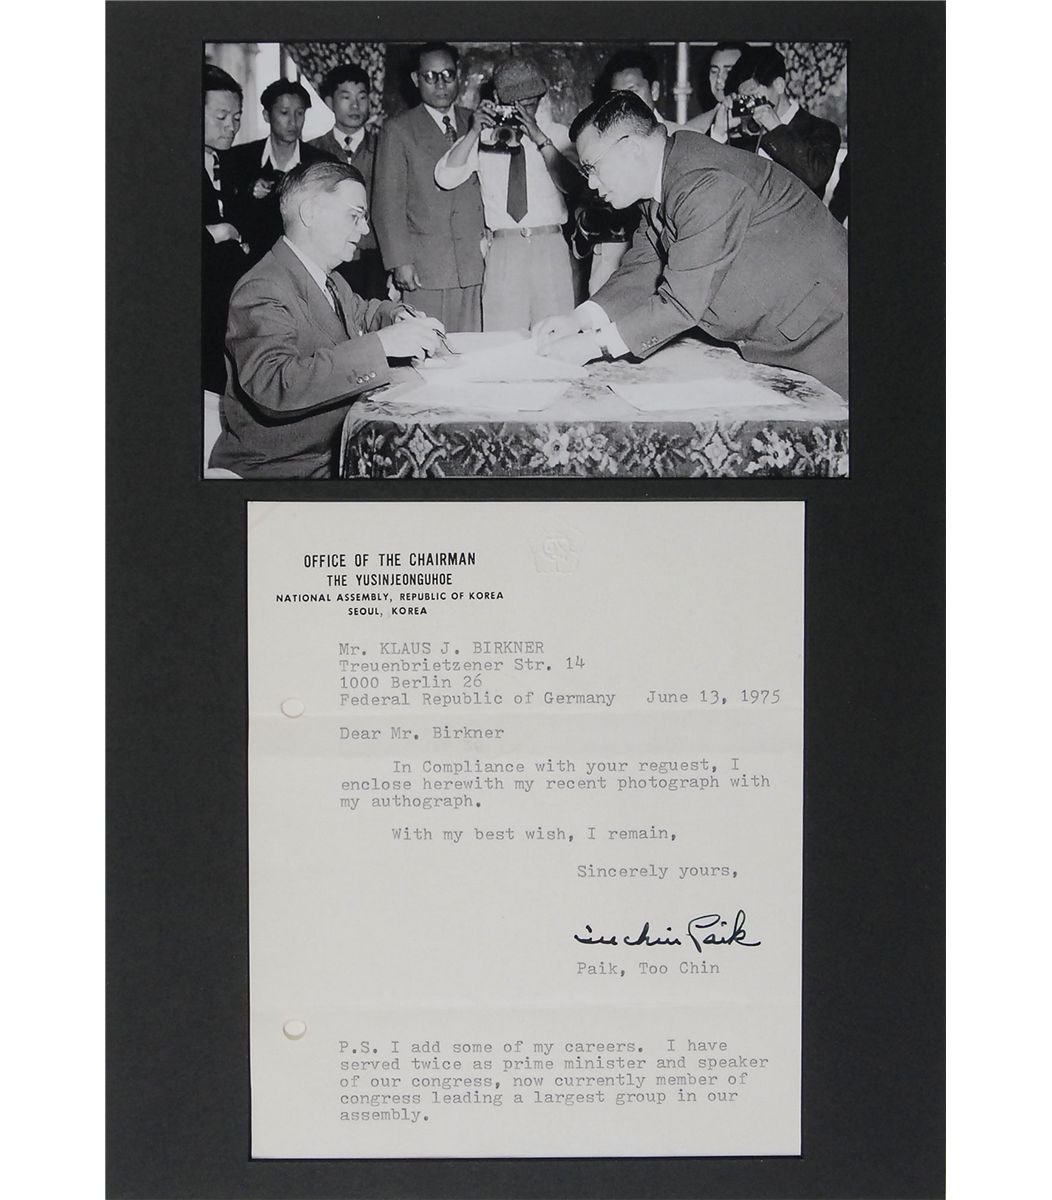 OFFICE OF THE CHAIRMAN
THE YUSINJEONGUHOE
NATIONAL ASSEMBLY, REPUBLIC OF KOREA
SEOUL, KOREA
Mr. KLAUS J. BIRKNER
Treuenbrietzener Str. 14
1000 Berlin 26
Federal Republic of Germany June 13, 1975
Dear Mr. Birkner
In Compliance with your reguest, I
enclose herewith my recent photograph with
my authograph.
With my best wish, I remain,
Sincerely yours,
Too Chin Paik
Paik, Too Chin
P.S. I add some of my careers. I have
served twice as prime minister and speaker
of our congress, now currently member of
congress leading a largest group in our
assembly.